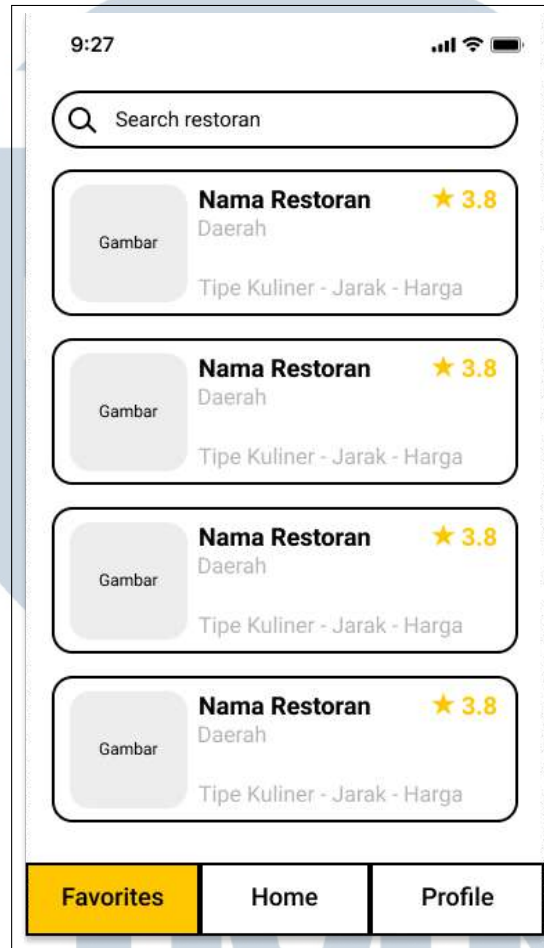 9:27
Search restoran
Nama Restoran ★ 3.8
Daerah
Gambar
Tipe Kuliner - Jarak - Harga
Nama Restoran ★ 3.8
Daerah
Gambar
Tipe Kuliner - Jarak - Harga
Nama Restoran ★ 3.8
Daerah
Gambar
Tipe Kuliner - Jarak - Harga
Nama Restoran ★ 3.8
Daerah
Gambar
Tipe Kuliner - Jarak - Harga
Favorites Home Profile